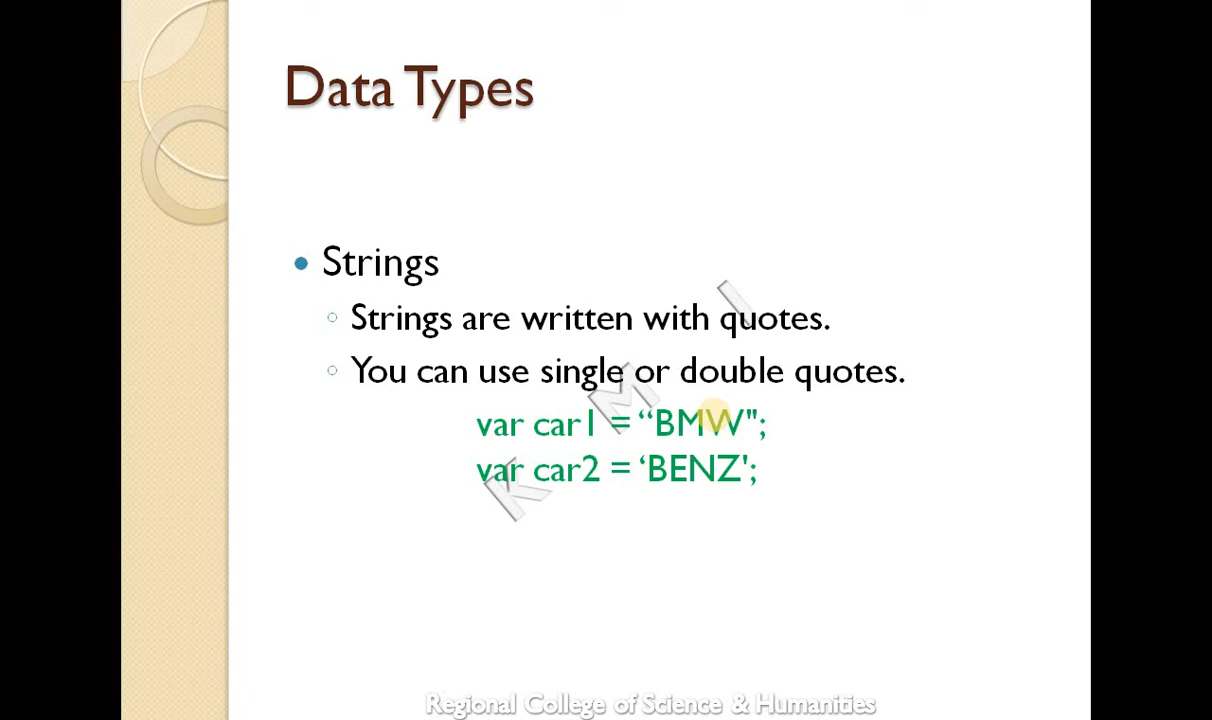 Data Types
Strings
Strings are written with quotes.
You can use single or double quotes.
var car1 = “BMW";
var car2 = ‘BENZ';
K M I
Regional College of Science & Humanities